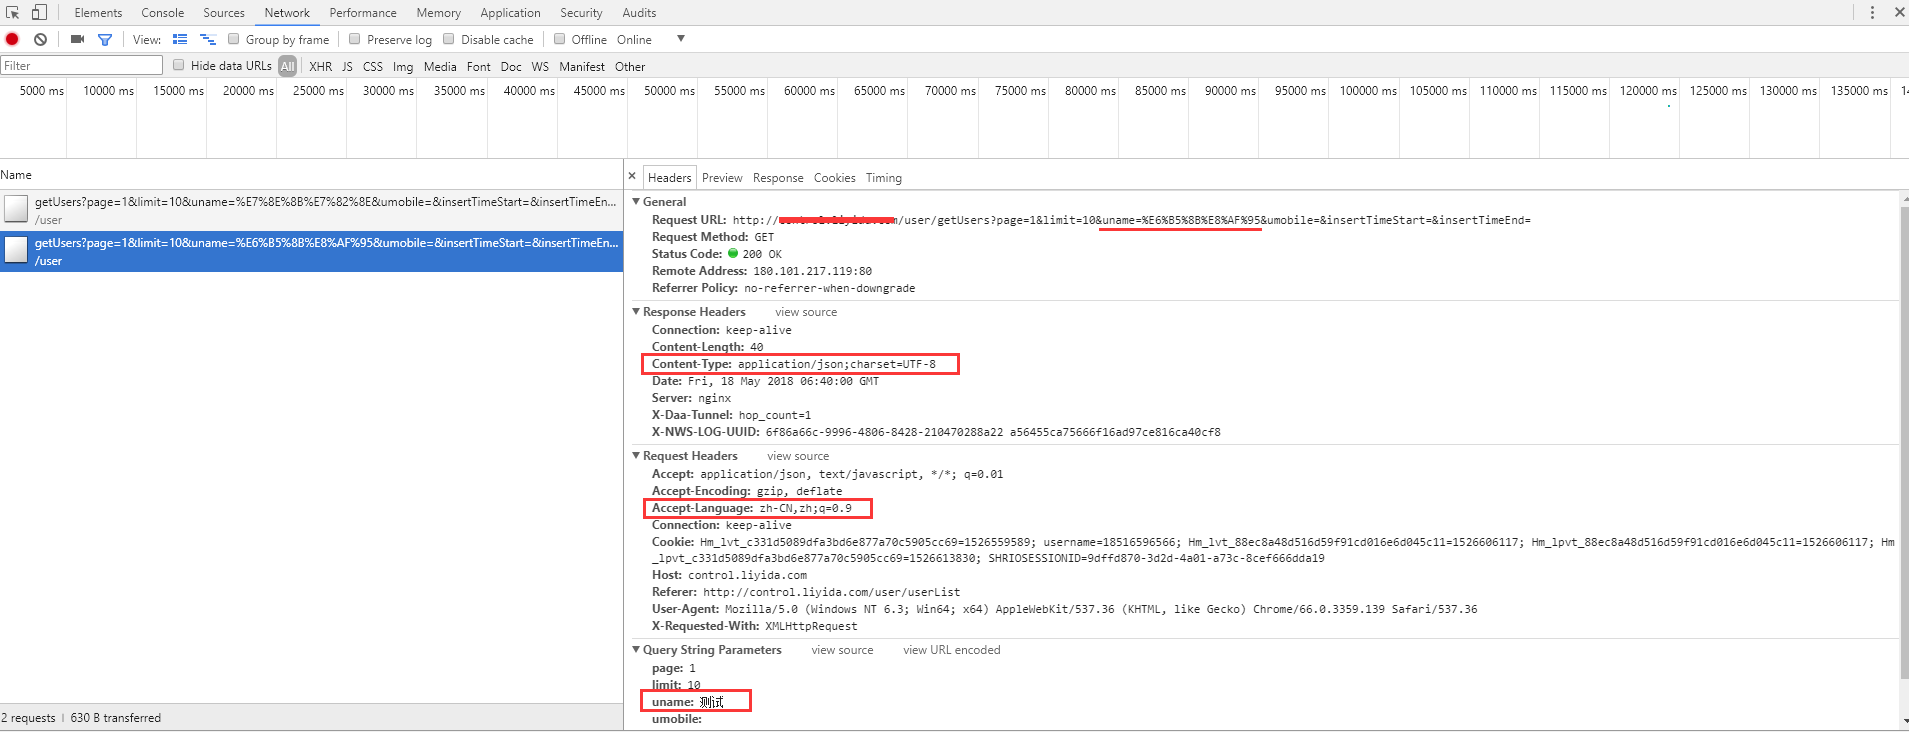 Elements Console Sources Network Performance Memory Application Security Audits
View: Group by frame Preserve log Disable cache Offline Online
Filter Hide data URLs All XHR JS CSS Img Media Font Doc WS Manifest Other
5000 ms 10000 ms 15000 ms 20000 ms 25000 ms 30000 ms 35000 ms 40000 ms 45000 ms 50000 ms 55000 ms 60000 ms 65000 ms 70000 ms 75000 ms 80000 ms 85000 ms 90000 ms 95000 ms 100000 ms 105000 ms 110000 ms 115000 ms 120000 ms 125000 ms 130000 ms 135000 ms 14
Name
getUsers?page=1&limit=10&uname=%E7%8E%8B%E7%82%8E&umobile=&insertTimeStart=&insertTimeEn...
/user
getUsers?page=1&limit=10&uname=%E6%B5%8B%E8%AF%95&umobile=&insertTimeStart=&insertTimeEn...
/user
2 requests | 630 B transferred
× Headers Preview Response Cookies Timing
General
Request URL: http:// /user/getUsers?page=1&limit=10&uname=%E6%B5%8B%E8%AF%95&umobile=&insertTimeStart=&insertTimeEnd=
Request Method: GET
Status Code: 200 OK
Remote Address: 180.101.217.119:80
Referrer Policy: no-referrer-when-downgrade
Response Headers view source
Connection: keep-alive
Content-Length: 40
Content-Type: application/json;charset=UTF-8
Date: Fri, 18 May 2018 06:40:00 GMT
Server: nginx
X-Daa-Tunnel: hop_count=1
X-NWS-LOG-UUID: 6f86a66c-9996-4806-8428-210470288a22 a56455ca75666f16ad97ce816ca40cf8
Request Headers view source
Accept: application/json, text/javascript, */*; q=0.01
Accept-Encoding: gzip, deflate
Accept-Language: zh-CN,zh;q=0.9
Connection: keep-alive
Cookie: Hm_lvt_c331d5089dfa3bd6e877a70c5905cc69=1526559589; username=18516596566; Hm_lvt_88ec8a48d516d59f91cd016e6d045c11=1526606117; Hm_lpvt_88ec8a48d516d59f91cd016e6d045c11=1526606117; Hm
_lpvt_c331d5089dfa3bd6e877a70c5905cc69=1526613830; SHRIOSESSIONID=9dffd870-3d2d-4a01-a73c-8cef666dda19
Host: control.liyida.com
Referer: http://control.liyida.com/user/userList
User-Agent: Mozilla/5.0 (Windows NT 6.3; Win64; x64) AppleWebKit/537.36 (KHTML, like Gecko) Chrome/66.0.3359.139 Safari/537.36
X-Requested-With: XMLHttpRequest
Query String Parameters view source view URL encoded
page: 1
limit: 10
uname: 测试
umobile: